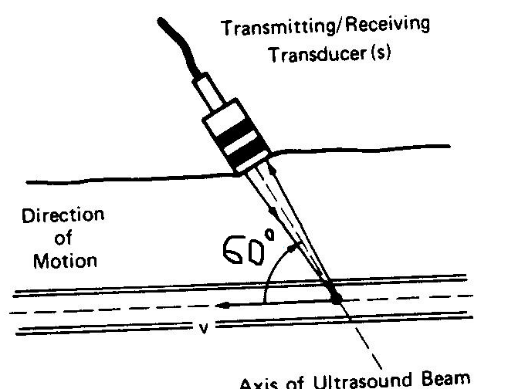 Transmitting/Receiving
Transducer(s)
Direction
of
Motion
60°
v
Axis of Ultrasound Beam